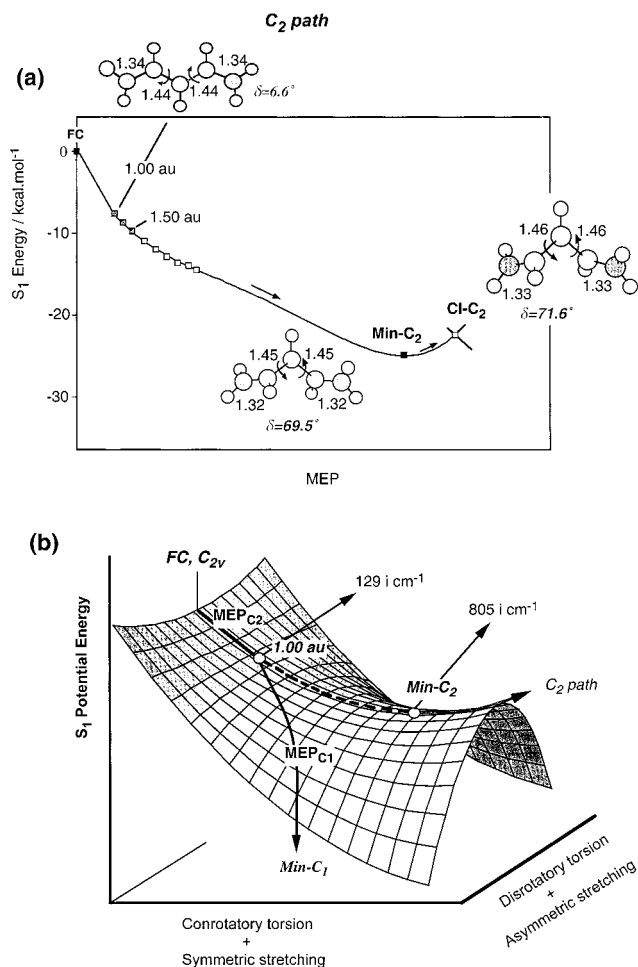 C₂ path
(a)
1.34 1.34
1.44 1.44 δ=6.6°
FC
0
1.00 au
1.50 au
-10
-20
-30
S₁ Energy / kcal.mol⁻¹
1.46 1.46
1.33 1.33
δ=71.6°
CI-C₂
Min-C₂
1.45 1.45
1.32 1.32
δ=69.5°
MEP
(b)
FC, C₂ᵥ
129 i cm⁻¹
MEP_C2
805 i cm⁻¹
1.00 au
Min-C₂
C₂ path
S₁ Potential Energy
MEP_C1
Min-C₁
Disrotatory torsion
+
Asymmetric stretching
Conrotatory torsion
+
Symmetric stretching